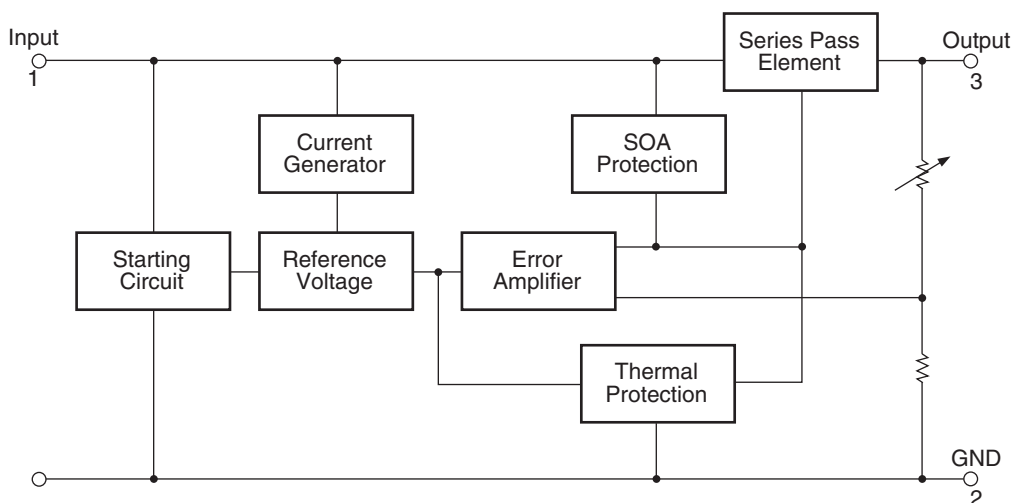 Input
1
Series Pass
Element
Output
3
Current
Generator
SOA
Protection
Starting
Circuit
Reference
Voltage
Error
Amplifier
Thermal
Protection
GND
2